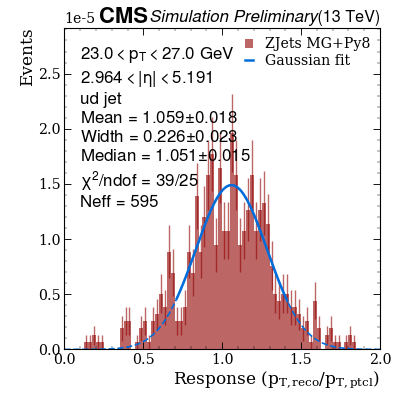 1e-5 CMS Simulation Preliminary (13 TeV)
Events
23.0 < p_T < 27.0 GeV
2.964 < |η| < 5.191
ud jet
Mean = 1.059±0.018
Width = 0.226±0.023
Median = 1.051±0.015
χ²/ndof = 39/25
Neff = 595
ZJets MG+Py8
Gaussian fit
2.5
2.0
1.5
1.0
0.5
0.0
0.0 0.5 1.0 1.5 2.0
Response (p_T,reco/p_T,ptcl)